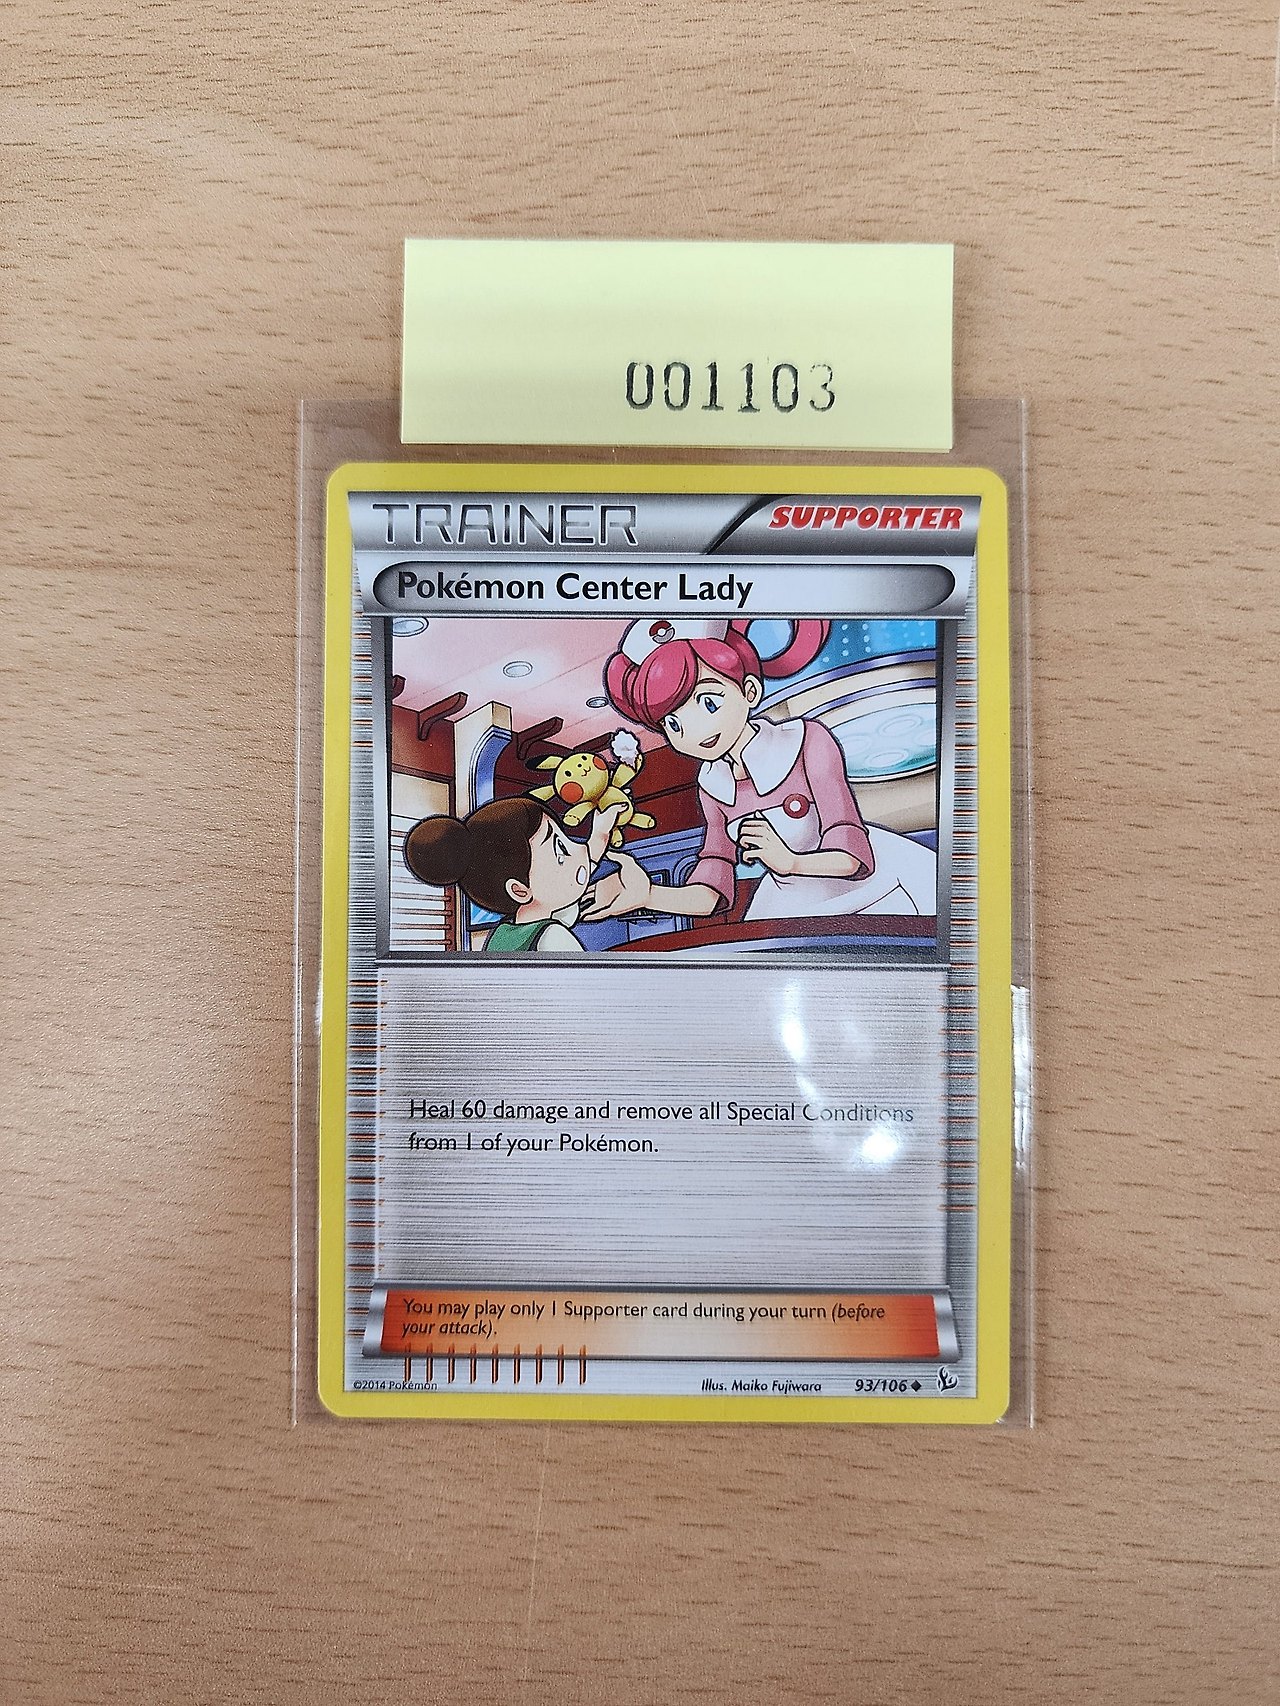 001103
TRAINER
SUPPORTER
Pokémon Center Lady
Heal 60 damage and remove all Special Conditions
from 1 of your Pokémon.
You may play only 1 Supporter card during your turn (before
your attack).
©2014 Pokémon
Illus. Maiko Fujiwara
93/106